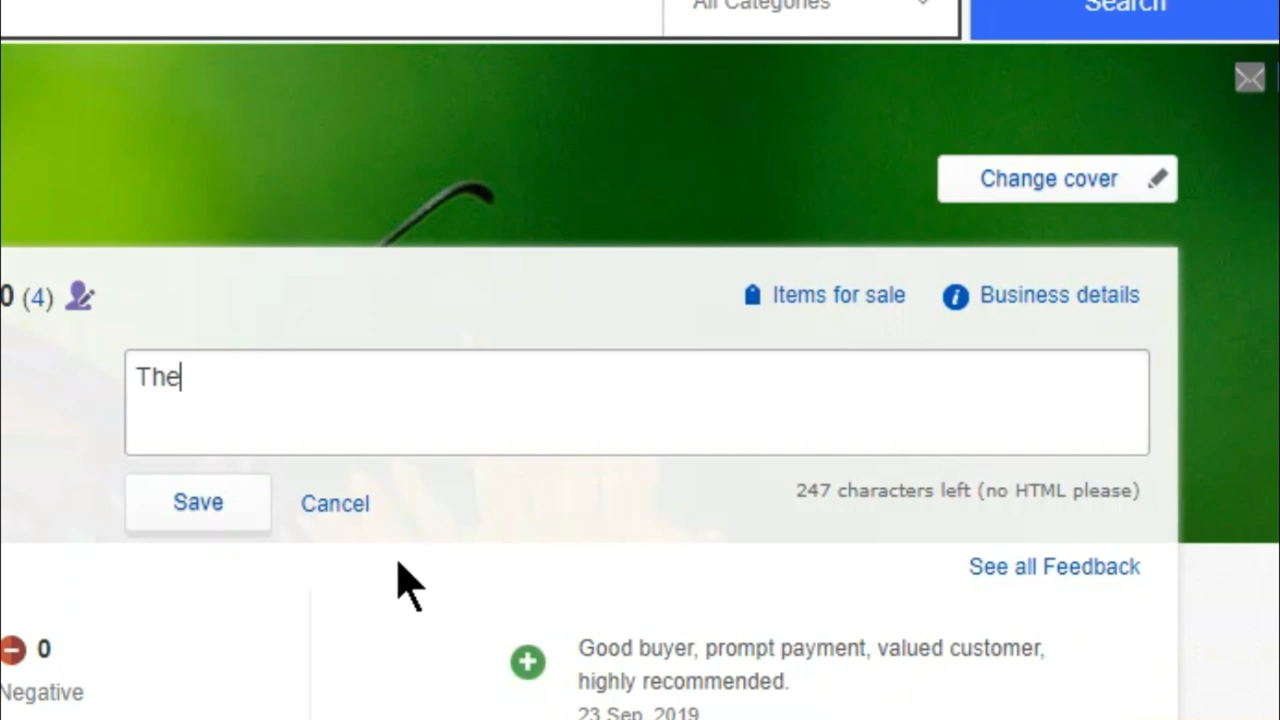 All Categories
Search
Change cover
0 (4)
Items for sale
Business details
The
Save
Cancel
247 characters left (no HTML please)
See all Feedback
0
Negative
Good buyer, prompt payment, valued customer,
highly recommended.
23 Sep, 2019